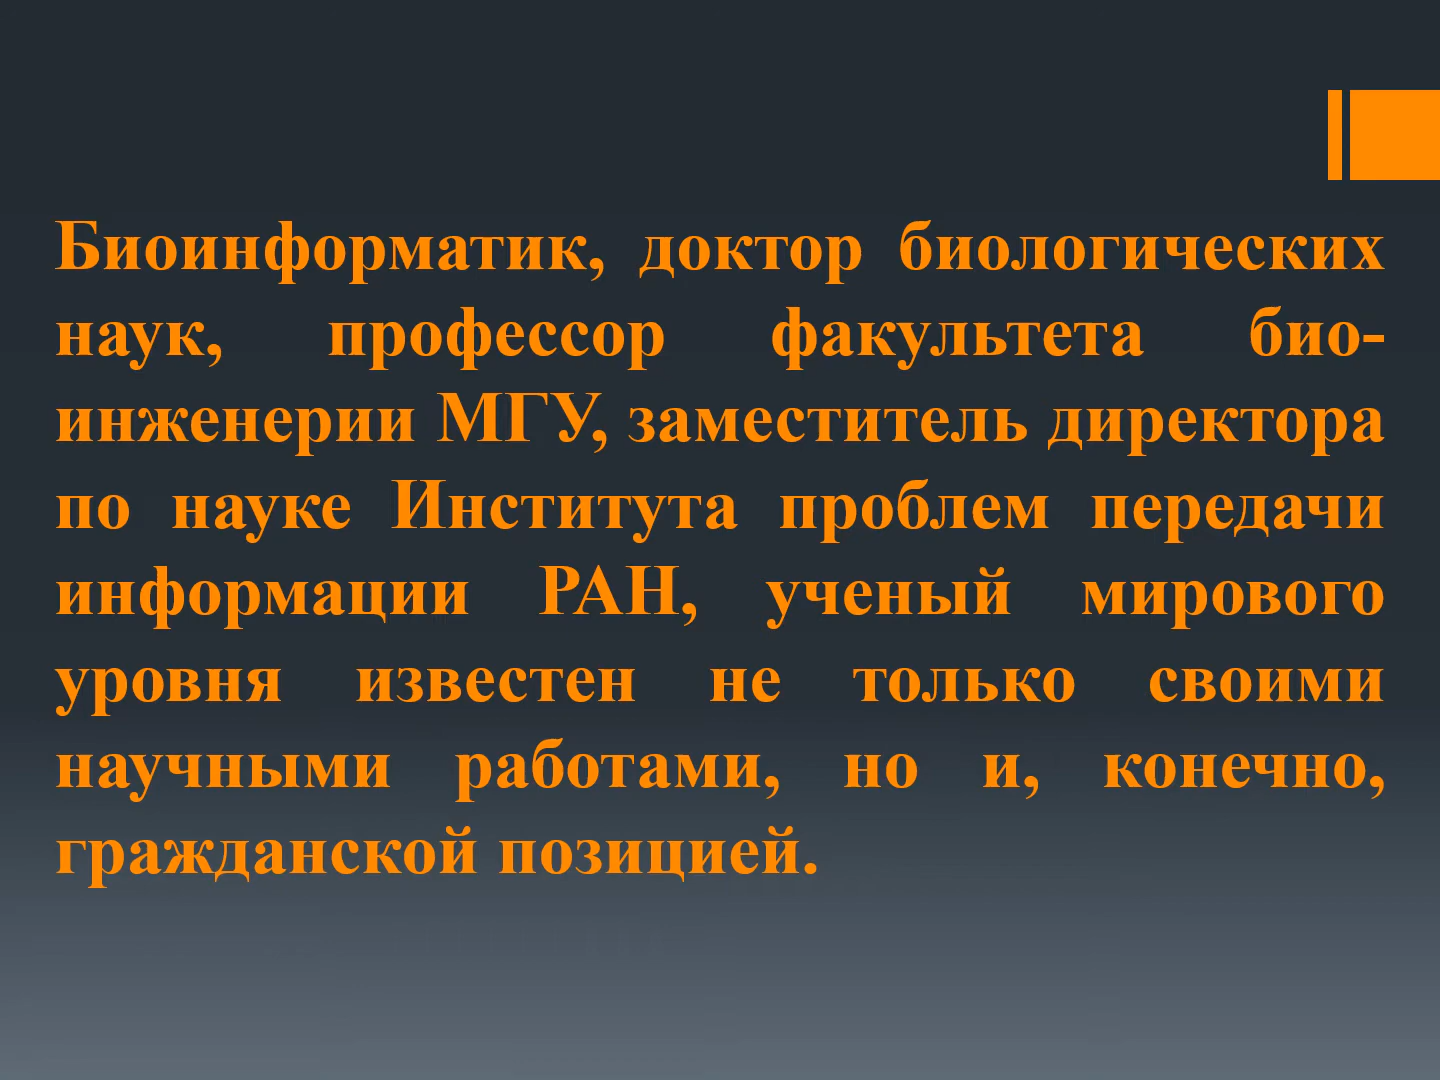 Биоинформатик, доктор биологических
наук, профессор факультета био-
инженерии МГУ, заместитель директора
по науке Института проблем передачи
информации РАН, ученый мирового
уровня известен не только своими
научными работами, но и, конечно,
гражданской позицией.